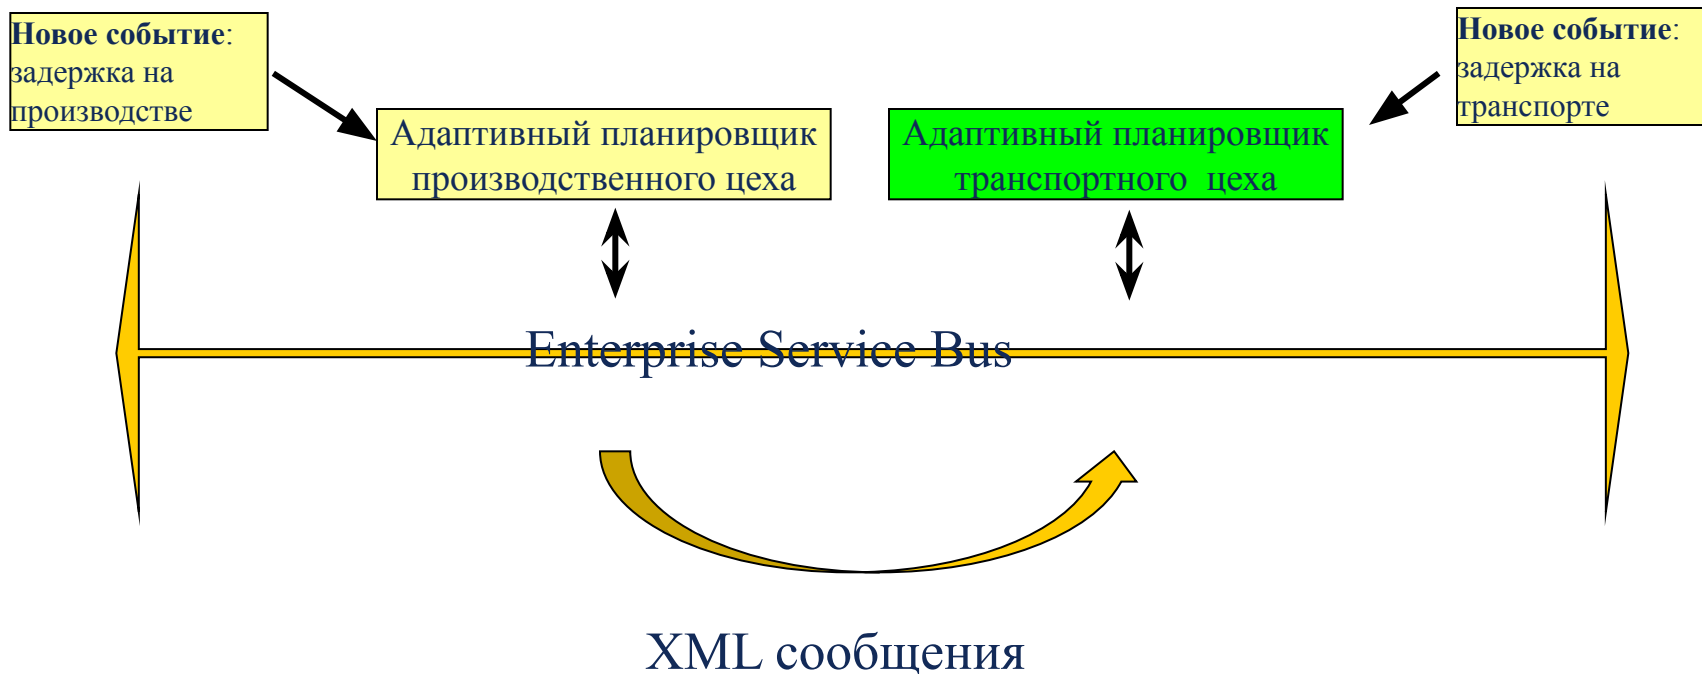 Новое событие:
задержка на
производстве
Новое событие:
задержка на
транспорте
Адаптивный планировщик
производственного цеха
Адаптивный планировщик
транспортного цеха
Enterprise Service Bus
XML сообщения